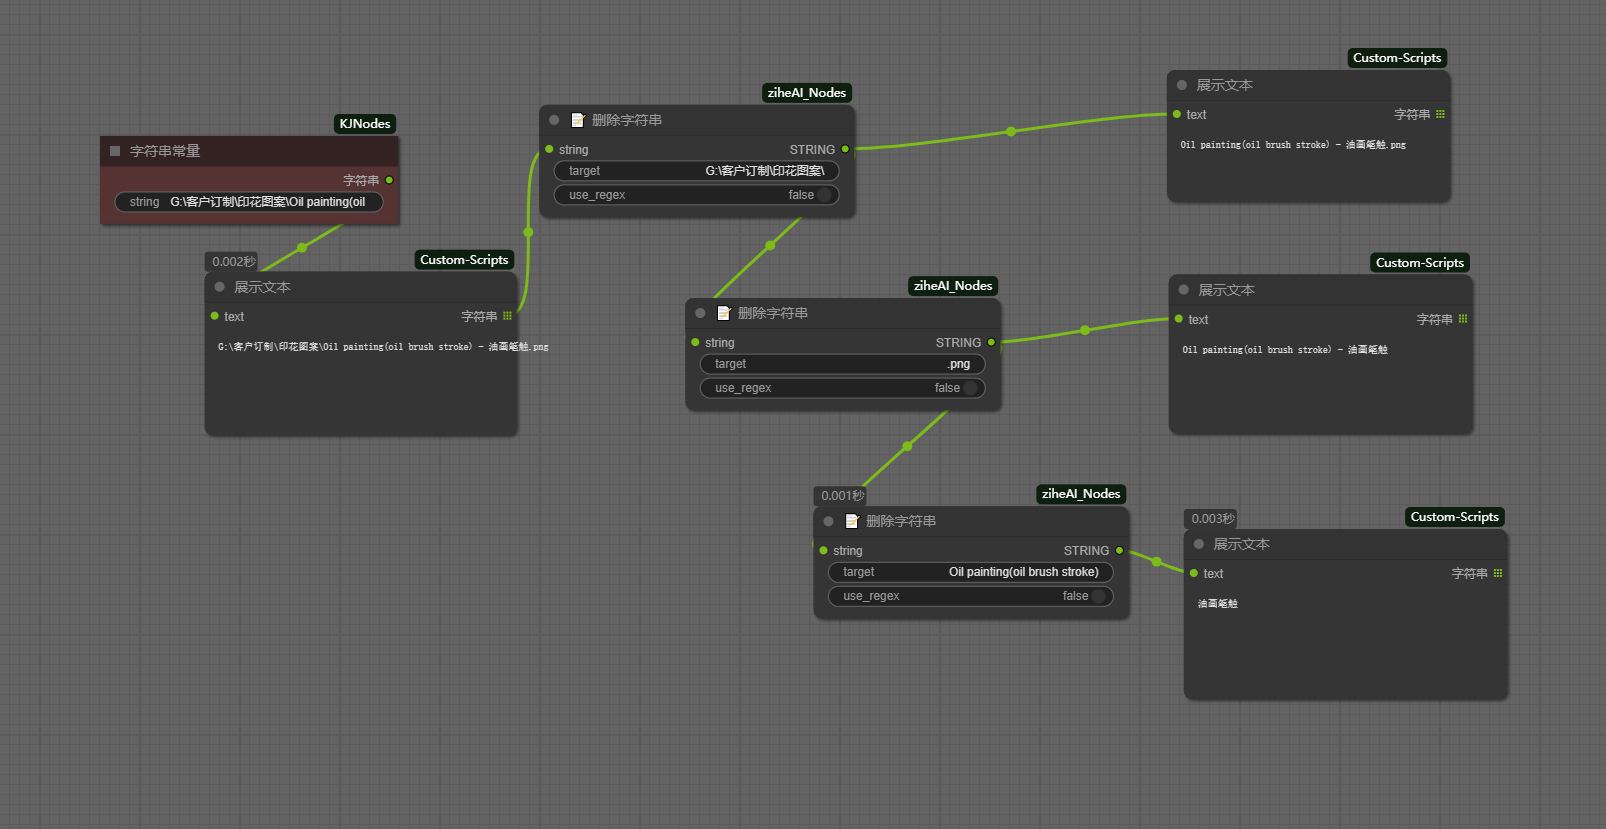 KJNodes
字符串常量
字符串
string G:\客户订制\印花图案\Oil painting(oil
0.002秒
Custom-Scripts
展示文本
text 字符串
G:\客户订制\印花图案\Oil painting(oil brush stroke) - 油画笔触.png
ziheAI_Nodes
📝 删除字符串
string STRING
target G:\客户订制\印花图案\
use_regex false
Custom-Scripts
展示文本
text 字符串
Oil painting(oil brush stroke) - 油画笔触.png
ziheAI_Nodes
📝 删除字符串
string STRING
target .png
use_regex false
Custom-Scripts
展示文本
text 字符串
Oil painting(oil brush stroke) - 油画笔触
0.001秒
ziheAI_Nodes
📝 删除字符串
string STRING
target Oil painting(oil brush stroke)
use_regex false
0.003秒
Custom-Scripts
展示文本
text 字符串
油画笔触